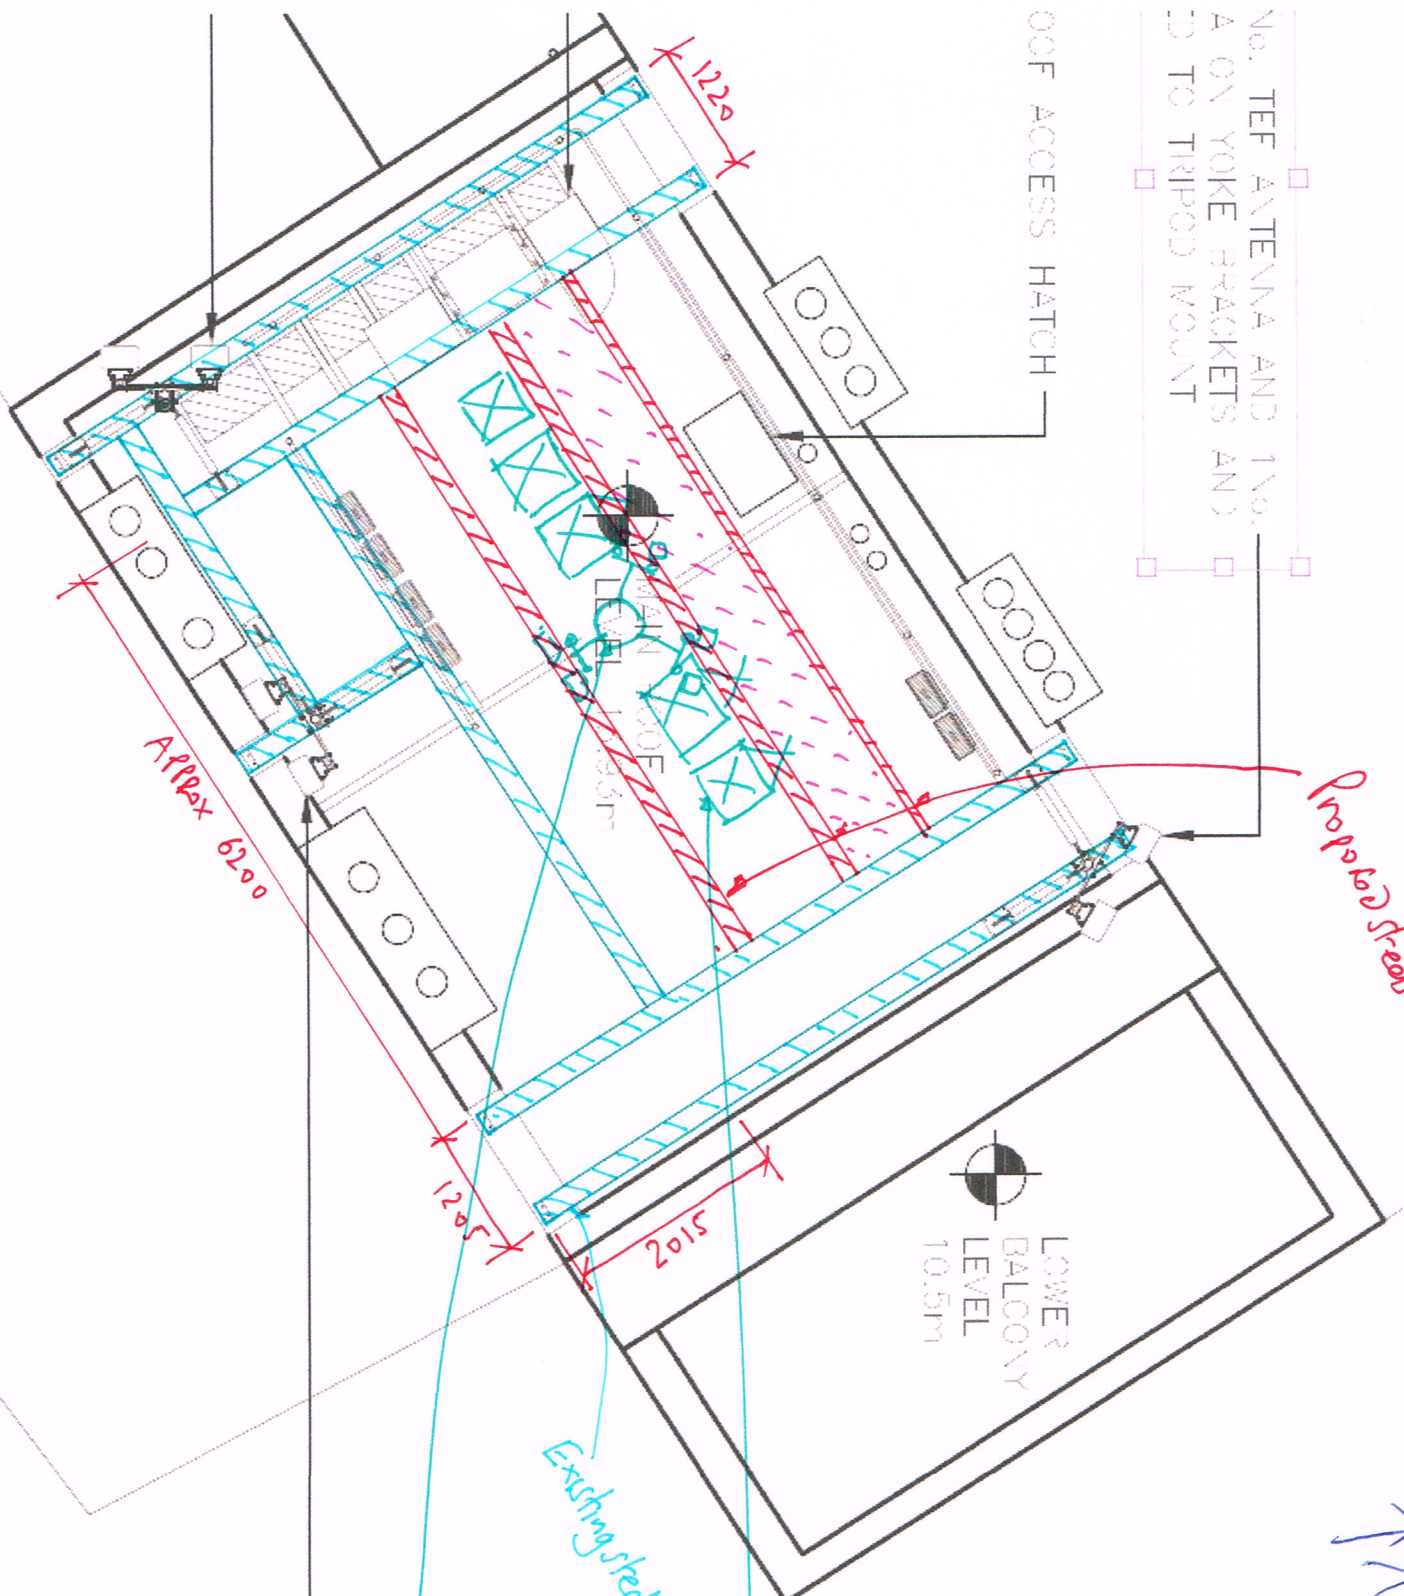 No. TEF ANTENNA AND 1No.
A ON YOKE BRACKETS AND
ED TO TRIPOD MOUNT
OOF ACCESS HATCH
1220
MAIN ROOF
LEVEL
Proposed steel
APPROX 6200
1205
2015
LOWER
BALCONY
LEVEL
10.5m
Existing steel